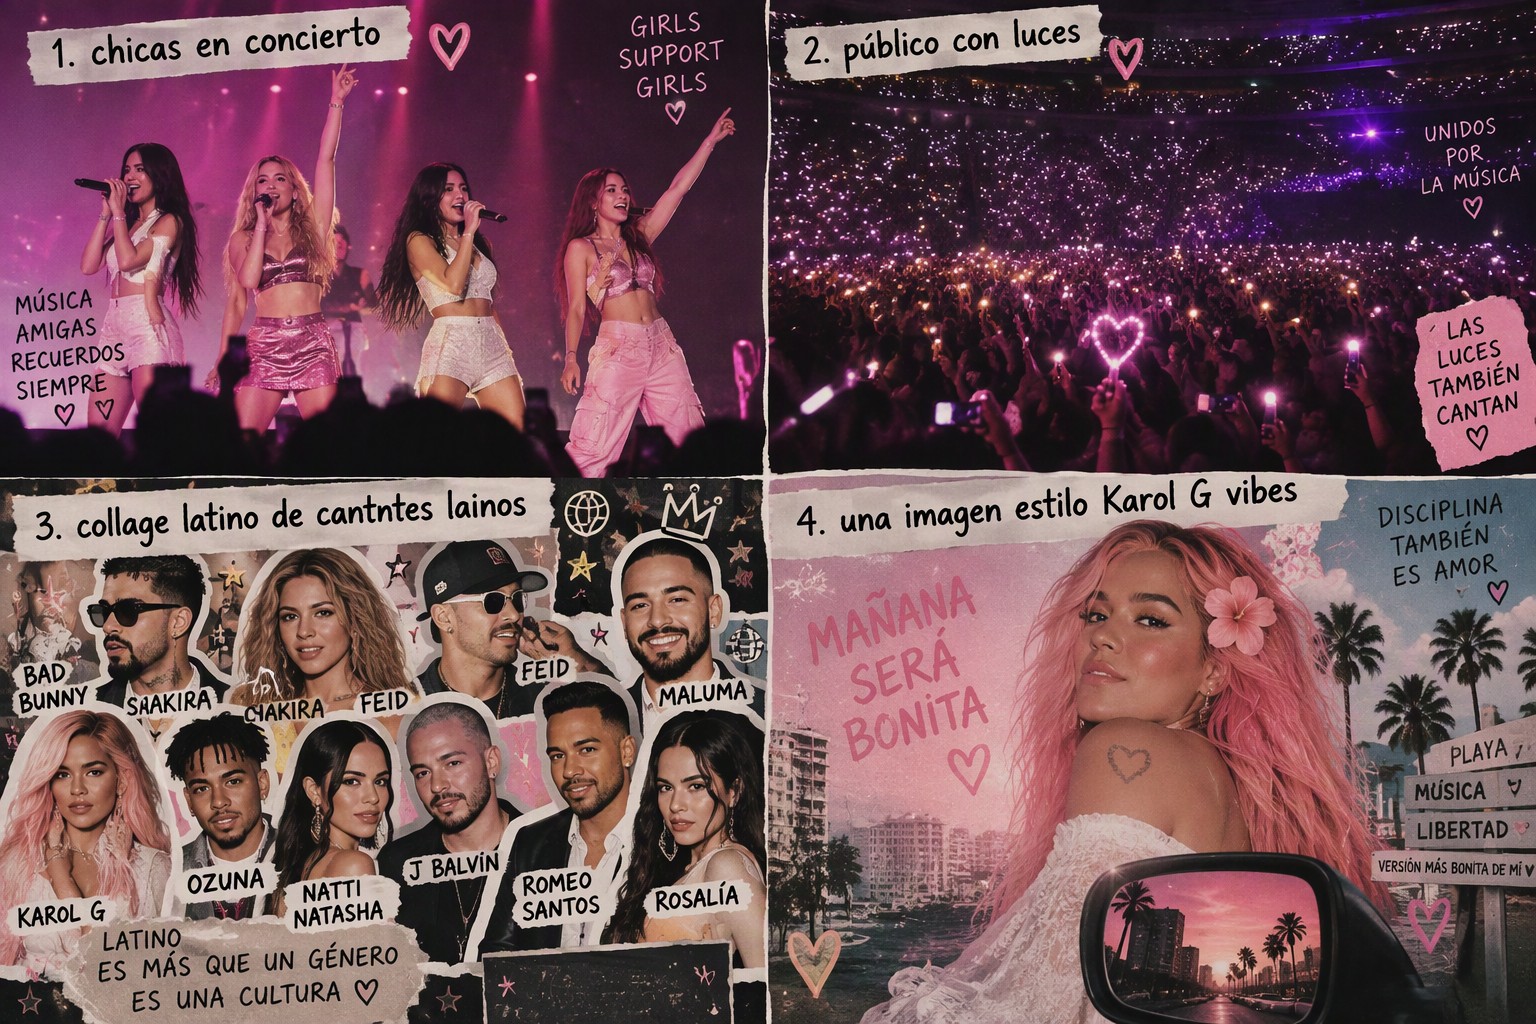 1. chicas en concierto
GIRLS
SUPPORT
GIRLS
MÚSICA
AMIGAS
RECUERDOS
SIEMPRE
2. público con luces
UNIDOS
POR
LA MÚSICA
LAS
LUCES
TAMBIÉN
CANTAN
3. collage latino de cantntes lainos
BAD
BUNNY
SHAKIRA
CHAKIRA
FEID
FEID
MALUMA
KAROL G
OZUNA
NATTI
NATASHA
J BALVIN
ROMEO
SANTOS
ROSALÍA
LATINO
ES MÁS QUE UN GÉNERO
ES UNA CULTURA
4. una imagen estilo Karol G vibes
DISCIPLINA
TAMBIÉN
ES AMOR
MAÑANA
SERÁ
BONITA
PLAYA
MÚSICA
LIBERTAD
VERSIÓN MÁS BONITA DE MÍ